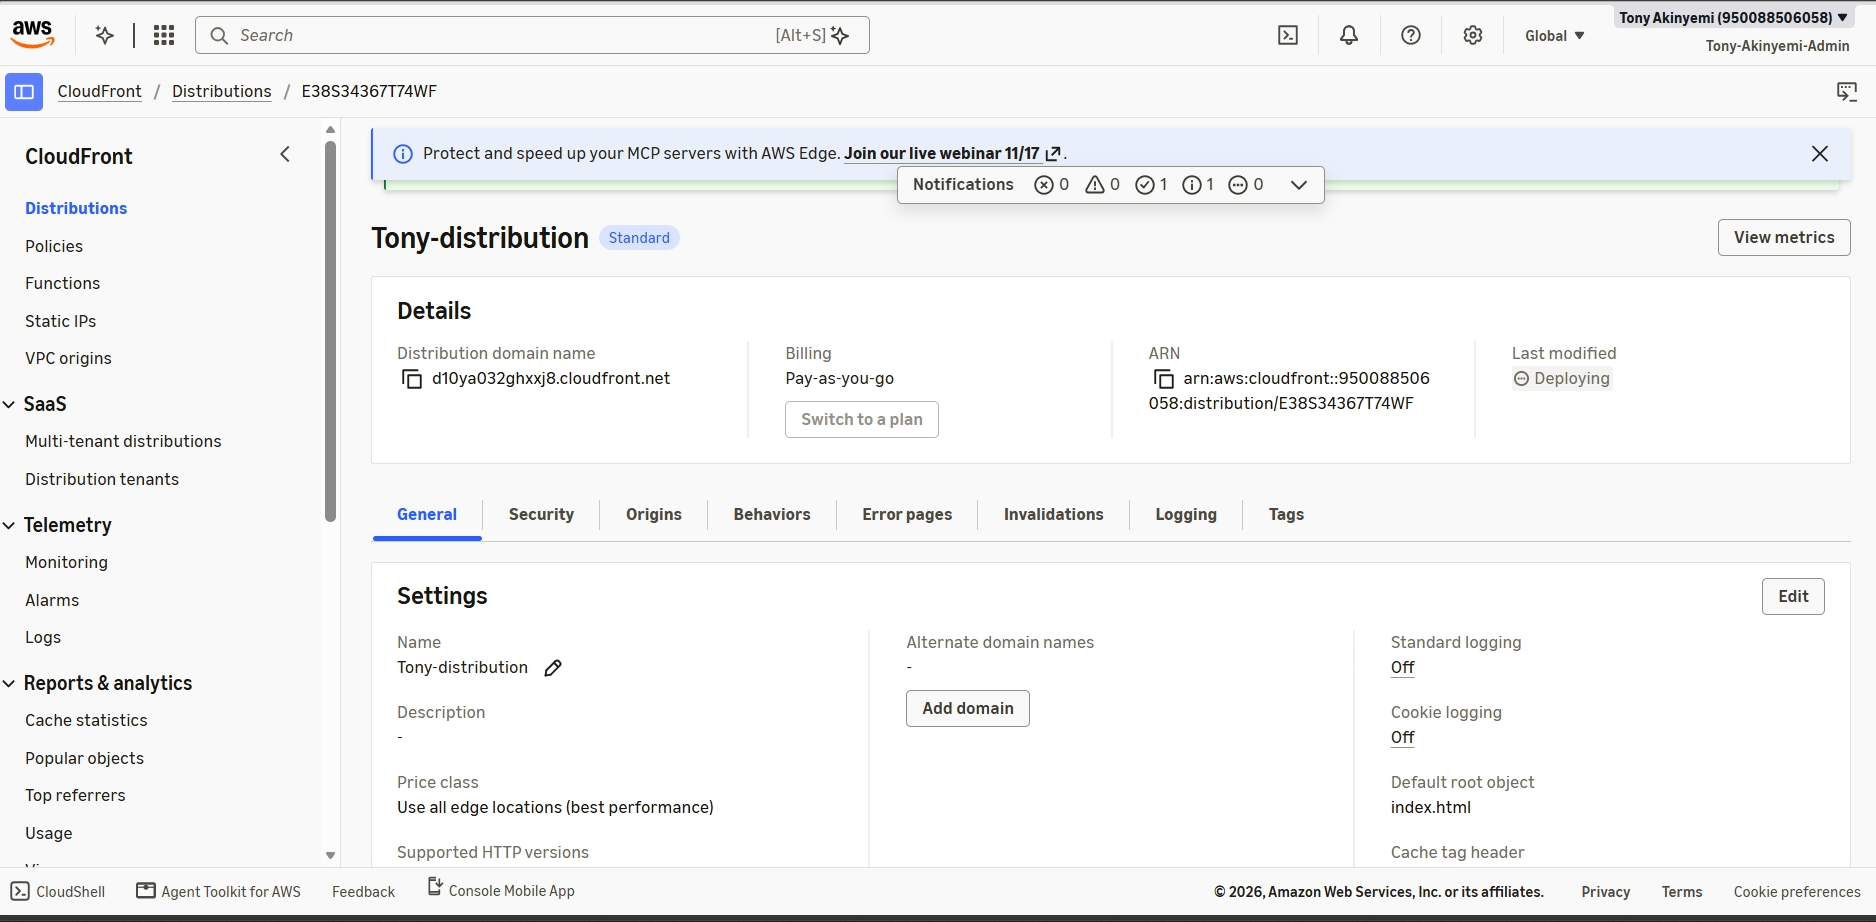 aws
Search [Alt+S]
Global
Tony Akinyemi (950088506058)
Tony-Akinyemi-Admin
CloudFront / Distributions / E38S34367T74WF
CloudFront
Distributions
Policies
Functions
Static IPs
VPC origins
SaaS
Multi-tenant distributions
Distribution tenants
Telemetry
Monitoring
Alarms
Logs
Reports & analytics
Cache statistics
Popular objects
Top referrers
Usage
Protect and speed up your MCP servers with AWS Edge. Join our live webinar 11/17.
Notifications 0 0 1 1 0
Tony-distribution Standard
View metrics
Details
Distribution domain name
d10ya032ghxxj8.cloudfront.net
Billing
Pay-as-you-go
Switch to a plan
ARN
arn:aws:cloudfront::950088506
058:distribution/E38S34367T74WF
Last modified
Deploying
General Security Origins Behaviors Error pages Invalidations Logging Tags
Settings
Edit
Name
Tony-distribution
Description
-
Price class
Use all edge locations (best performance)
Supported HTTP versions
Alternate domain names
-
Add domain
Standard logging
Off
Cookie logging
Off
Default root object
index.html
Cache tag header
CloudShell Agent Toolkit for AWS Feedback Console Mobile App
© 2026, Amazon Web Services, Inc. or its affiliates. Privacy Terms Cookie preferences